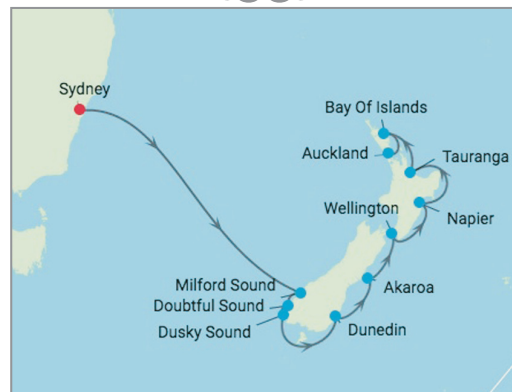 Sydney
Bay Of Islands
Auckland
Tauranga
Wellington
Napier
Milford Sound
Akaroa
Doubtful Sound
Dusky Sound
Dunedin